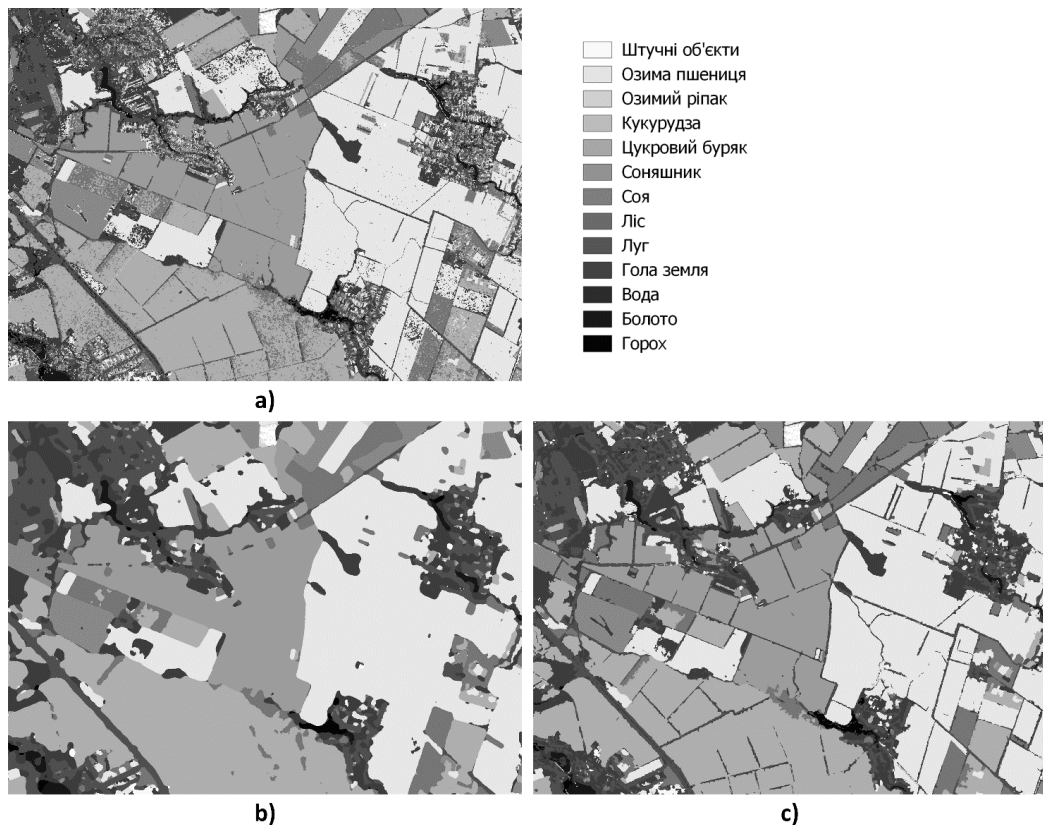 Штучні об'єкти
Озима пшениця
Озимий ріпак
Кукурудза
Цукровий буряк
Соняшник
Соя
Ліс
Луг
Гола земля
Вода
Болото
Горох
a)
b)
c)